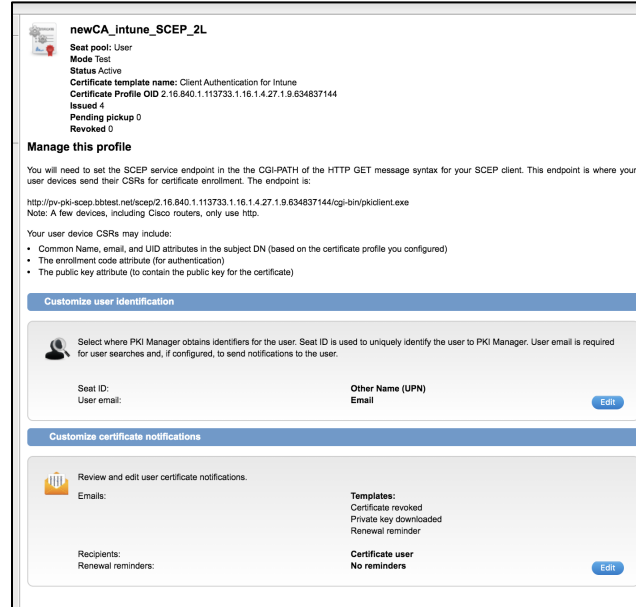 newCA_intune_SCEP_2L
Seat pool: User
Mode Test
Status Active
Certificate template name: Client Authentication for Intune
Certificate Profile OID 2.16.840.1.113733.1.16.1.4.27.1.9.634837144
Issued 4
Pending pickup 0
Revoked 0
Manage this profile
You will need to set the SCEP service endpoint in the the CGI-PATH of the HTTP GET message syntax for your SCEP client. This endpoint is where your
user devices send their CSRs for certificate enrollment. The endpoint is:
http://pv-pki-scep.bbtest.net/scep/2.16.840.1.113733.1.16.1.4.27.1.9.634837144/cgi-bin/pkiclient.exe
Note: A few devices, including Cisco routers, only use http.
Your user device CSRs may include:
• Common Name, email, and UID attributes in the subject DN (based on the certificate profile you configured)
• The enrollment code attribute (for authentication)
• The public key attribute (to contain the public key for the certificate)
Customize user identification
Select where PKI Manager obtains identifiers for the user. Seat ID is used to uniquely identify the user to PKI Manager. User email is required
for user searches and, if configured, to send notifications to the user.
Seat ID: Other Name (UPN)
User email: Email
Edit
Customize certificate notifications
Review and edit user certificate notifications.
Emails: Templates:
Certificate revoked
Private key downloaded
Renewal reminder
Recipients: Certificate user
Renewal reminders: No reminders
Edit